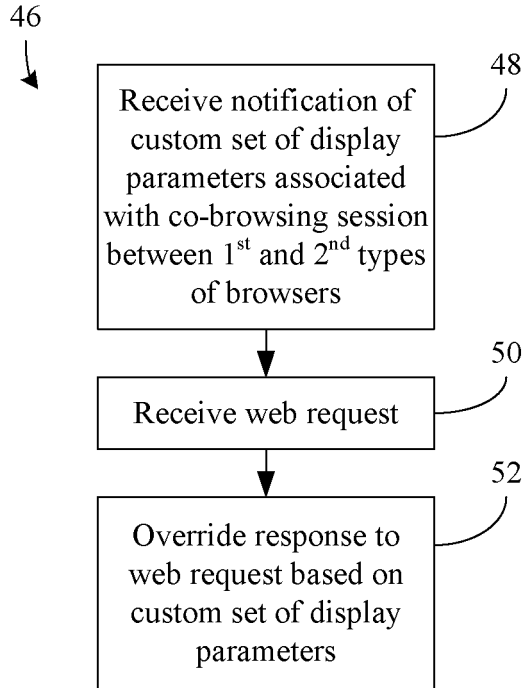 46
48
Receive notification of
custom set of display
parameters associated
with co-browsing session
between 1st and 2nd types
of browsers
50
Receive web request
52
Override response to
web request based on
custom set of display
parameters